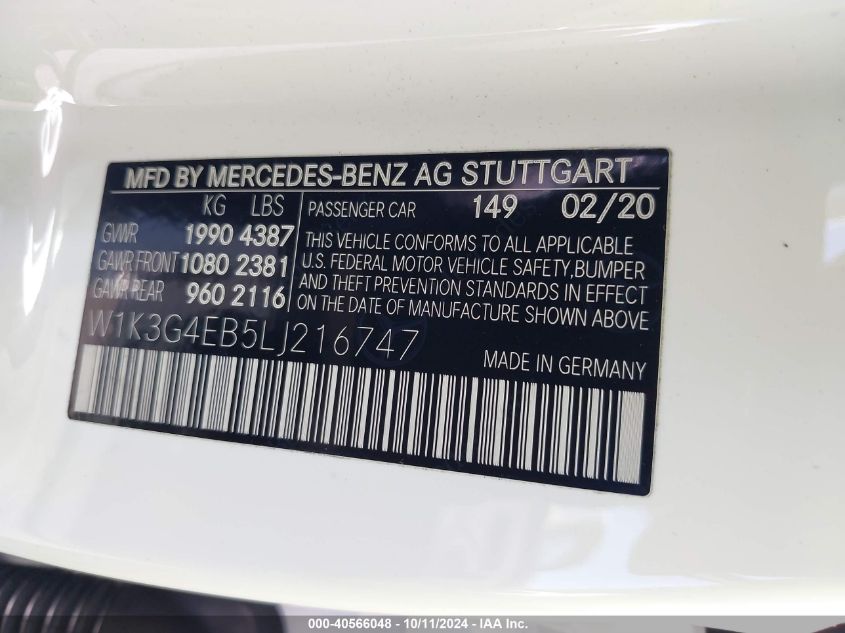 MFD BY MERCEDES-BENZ AG STUTTGART
KG LBS
GVWR 1990 4387
GAWR FRONT 1080 2381
GAWR REAR 960 2116
PASSENGER CAR 149 02/20
THIS VEHICLE CONFORMS TO ALL APPLICABLE
U.S. FEDERAL MOTOR VEHICLE SAFETY, BUMPER
AND THEFT PREVENTION STANDARDS IN EFFECT
ON THE DATE OF MANUFACTURE SHOWN ABOVE
W1K3G4EB5LJ216747
MADE IN GERMANY
000-40566048 - 10/11/2024 - IAA Inc.